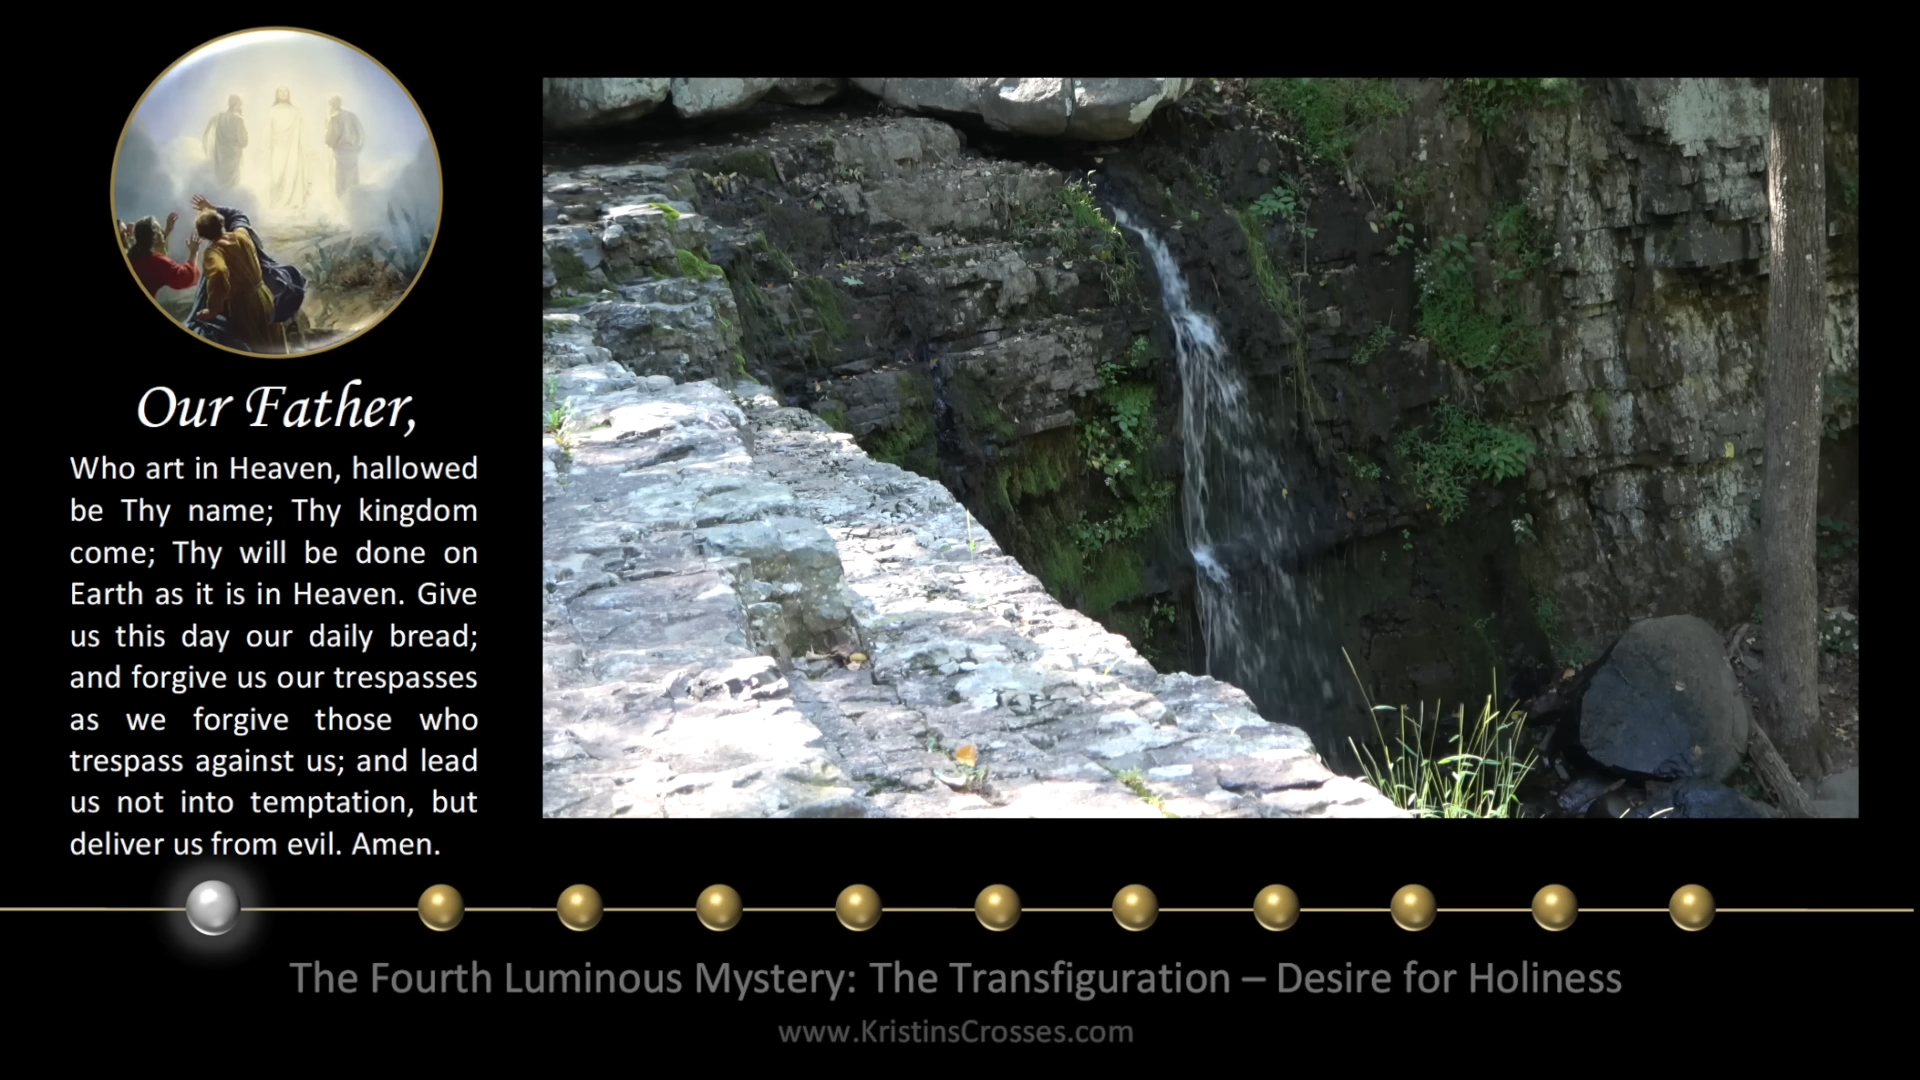 Our Father,
Who art in Heaven, hallowed
be Thy name; Thy kingdom
come; Thy will be done on
Earth as it is in Heaven. Give
us this day our daily bread;
and forgive us our trespasses
as we forgive those who
trespass against us; and lead
us not into temptation, but
deliver us from evil. Amen.
The Fourth Luminous Mystery: The Transfiguration – Desire for Holiness
www.KristinsCrosses.com